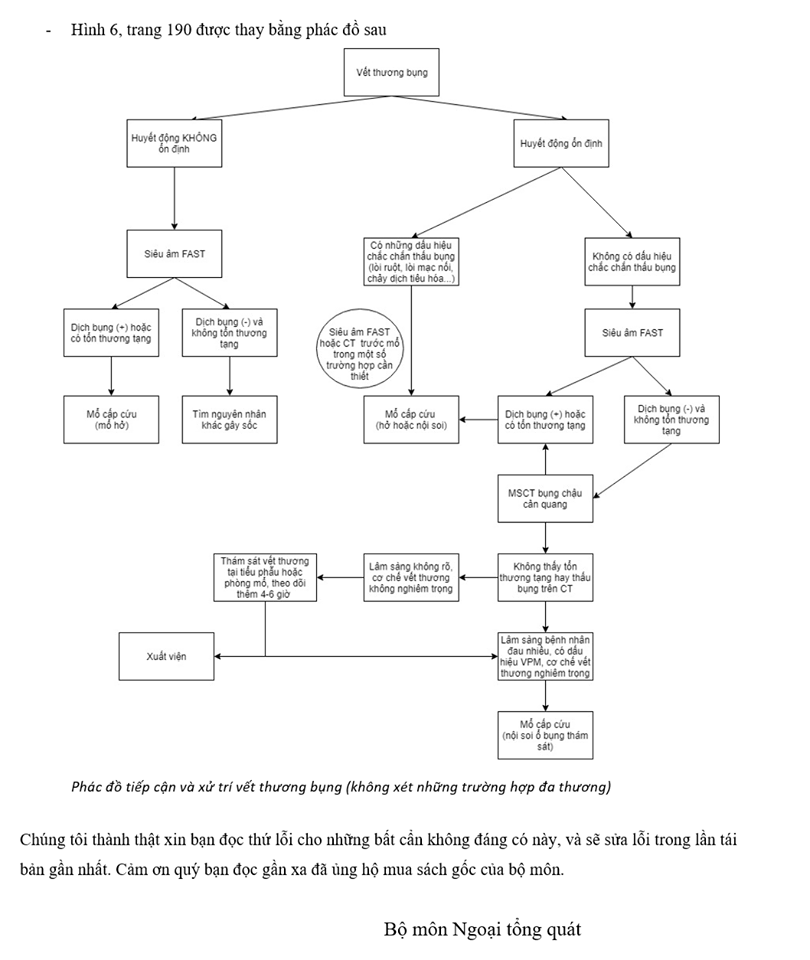 - Hình 6, trang 190 được thay bằng phác đồ sau
Vết thương bụng
Huyết động KHÔNG
ổn định
Huyết động ổn định
Siêu âm FAST
Có những dấu hiệu
chắc chắn thấu bụng
(lòi ruột, lòi mạc nối,
chảy dịch tiêu hóa...)
Không có dấu hiệu
chắc chắn thấu bụng
Dịch bụng (+) hoặc
có tổn thương tạng
Dịch bụng (-) và
không tổn thương
tạng
Siêu âm FAST
hoặc CT trước mổ
trong một số
trường hợp cần
thiết
Siêu âm FAST
Mổ cấp cứu
(mổ hở)
Tìm nguyên nhân
khác gây sốc
Mổ cấp cứu
(hở hoặc nội soi)
Dịch bụng (+) hoặc
có tổn thương tạng
Dịch bụng (-) và
không tổn thương
tạng
MSCT bụng chậu
cản quang
Thám sát vết thương
tại tiểu phẫu hoặc
phòng mổ, theo dõi
thêm 4-6 giờ
Lâm sàng không rõ,
cơ chế vết thương
không nghiêm trọng
Không thấy tổn
thương tạng hay thấu
bụng trên CT
Xuất viện
Lâm sàng bệnh nhân
đau nhiều, có dấu
hiệu VPM, cơ chế vết
thương nghiêm trọng
Mổ cấp cứu
(nội soi ổ bụng thám
sát)
Phác đồ tiếp cận và xử trí vết thương bụng (không xét những trường hợp đa thương)
Chúng tôi thành thật xin bạn đọc thứ lỗi cho những bất cẩn không đáng có này, và sẽ sửa lỗi trong lần tái
bản gần nhất. Cảm ơn quý bạn đọc gần xa đã ủng hộ mua sách gốc của bộ môn.
Bộ môn Ngoại tổng quát